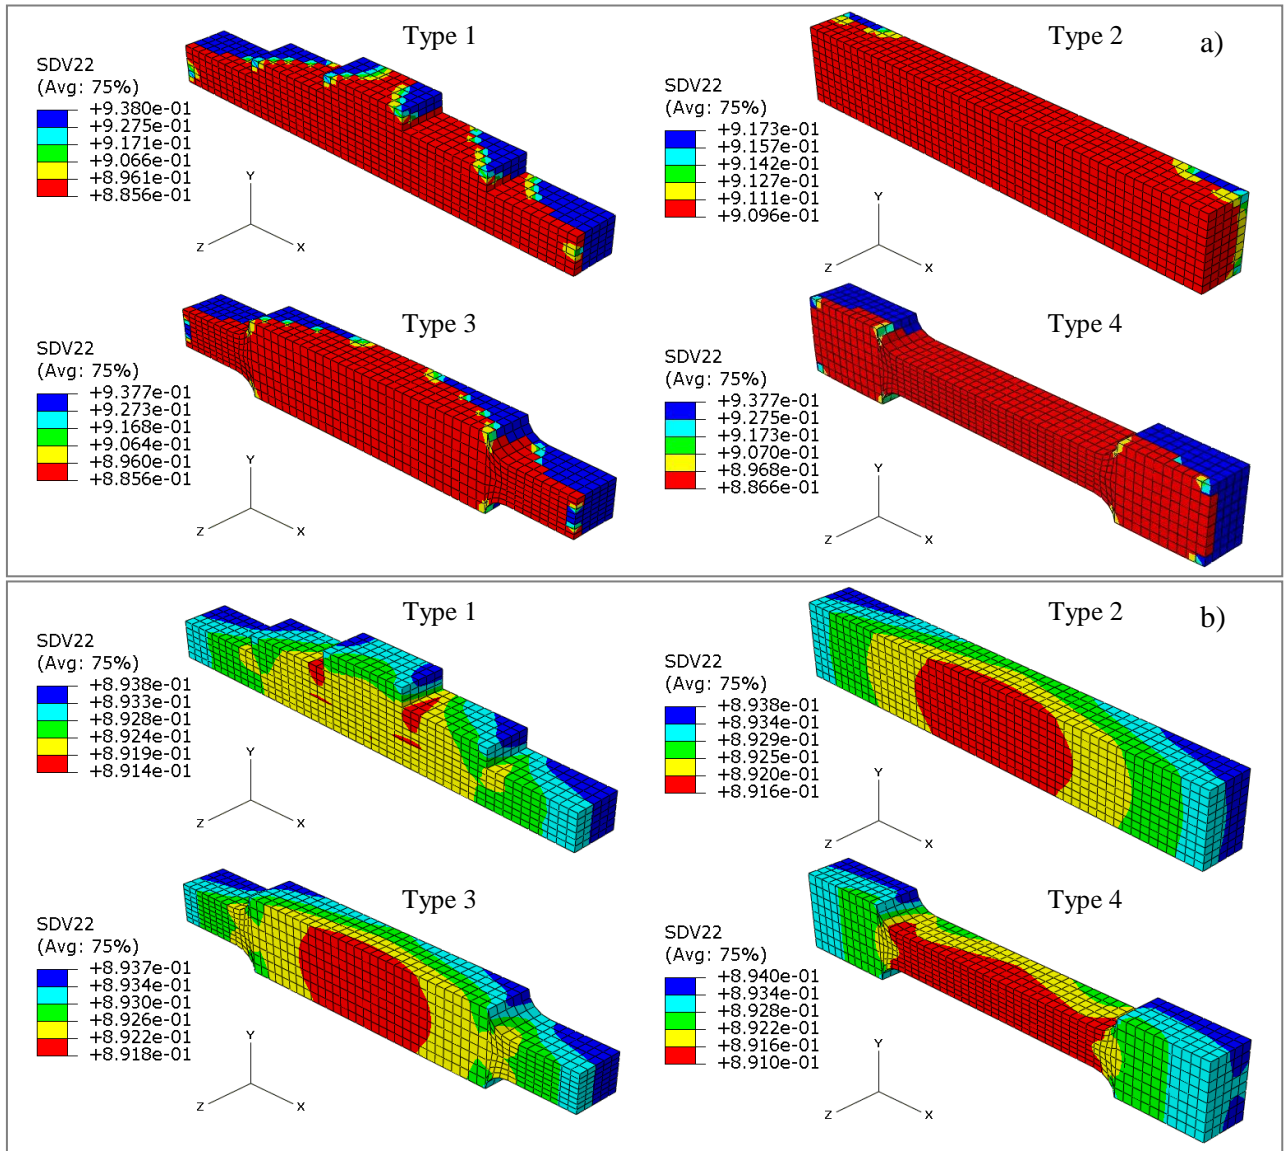 Type 1
SDV22
(Avg: 75%)
+9.380e-01
+9.275e-01
+9.171e-01
+9.066e-01
+8.961e-01
+8.856e-01
Y
Z
X
Type 2
a)
SDV22
(Avg: 75%)
+9.173e-01
+9.157e-01
+9.142e-01
+9.127e-01
+9.111e-01
+9.096e-01
Y
Z
X
Type 3
SDV22
(Avg: 75%)
+9.377e-01
+9.273e-01
+9.168e-01
+9.064e-01
+8.960e-01
+8.856e-01
Y
Z
X
Type 4
SDV22
(Avg: 75%)
+9.377e-01
+9.275e-01
+9.173e-01
+9.070e-01
+8.968e-01
+8.866e-01
Y
Z
X
Type 1
SDV22
(Avg: 75%)
+8.938e-01
+8.933e-01
+8.928e-01
+8.924e-01
+8.919e-01
+8.914e-01
Y
Z
X
Type 2
b)
SDV22
(Avg: 75%)
+8.938e-01
+8.934e-01
+8.929e-01
+8.925e-01
+8.920e-01
+8.916e-01
Y
Z
X
Type 3
SDV22
(Avg: 75%)
+8.937e-01
+8.934e-01
+8.930e-01
+8.926e-01
+8.922e-01
+8.918e-01
Y
Z
X
Type 4
SDV22
(Avg: 75%)
+8.940e-01
+8.934e-01
+8.928e-01
+8.922e-01
+8.916e-01
+8.910e-01
Y
Z
X